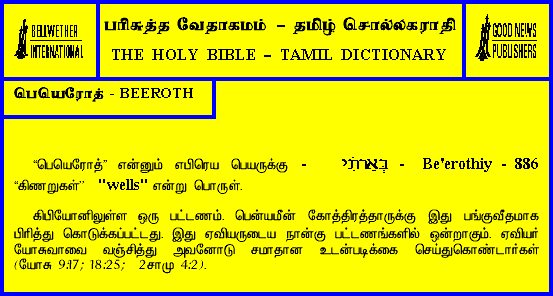 BELLWETHER
INTERNATIONAL
பரிசுத்த வேதாகமம் – தமிழ் சொல்லகராதி
THE HOLY BIBLE – TAMIL DICTIONARY
GOOD NEWS
PUBLISHERS
பெயெரோத் - BEEROTH
“பெயெரோத்” என்னும் எபிரெய பெயருக்கு - בְּאֵרֹתִי - Be'erothiy - 886
“கிணறுகள்” "wells" என்று பொருள்.
கிபியோனிலுள்ள ஒரு பட்டணம். பென்யமீன் கோத்திரத்தாருக்கு இது பங்குவீதமாக
பிரித்து கொடுக்கப்பட்டது. இது ஏவியருடைய நான்கு பட்டணங்களில் ஒன்றாகும். ஏவியர்
யோசுவாவை வஞ்சித்து அவனோடு சமாதான உடன்படிக்கை செய்துகொண்டார்கள்
(யோசு 9:17; 18:25; 2சாமு 4:2).